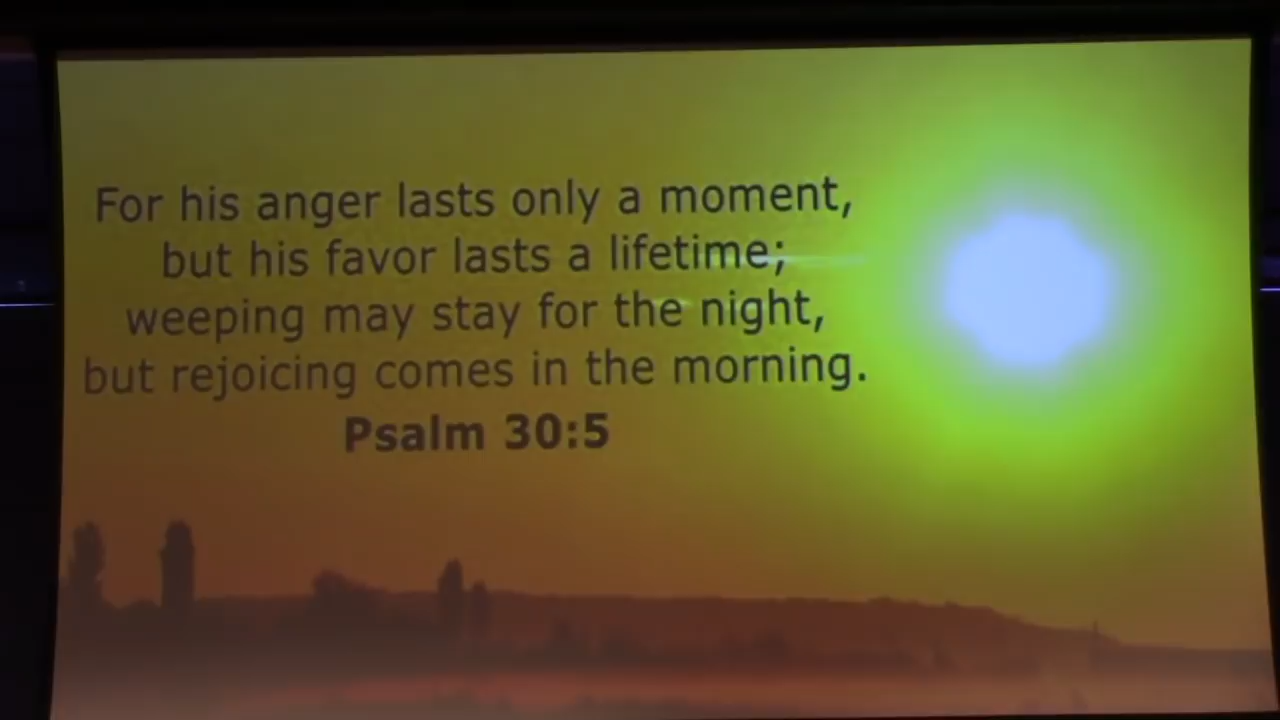 For his anger lasts only a moment,
but his favor lasts a lifetime;
weeping may stay for the night,
but rejoicing comes in the morning.
Psalm 30:5